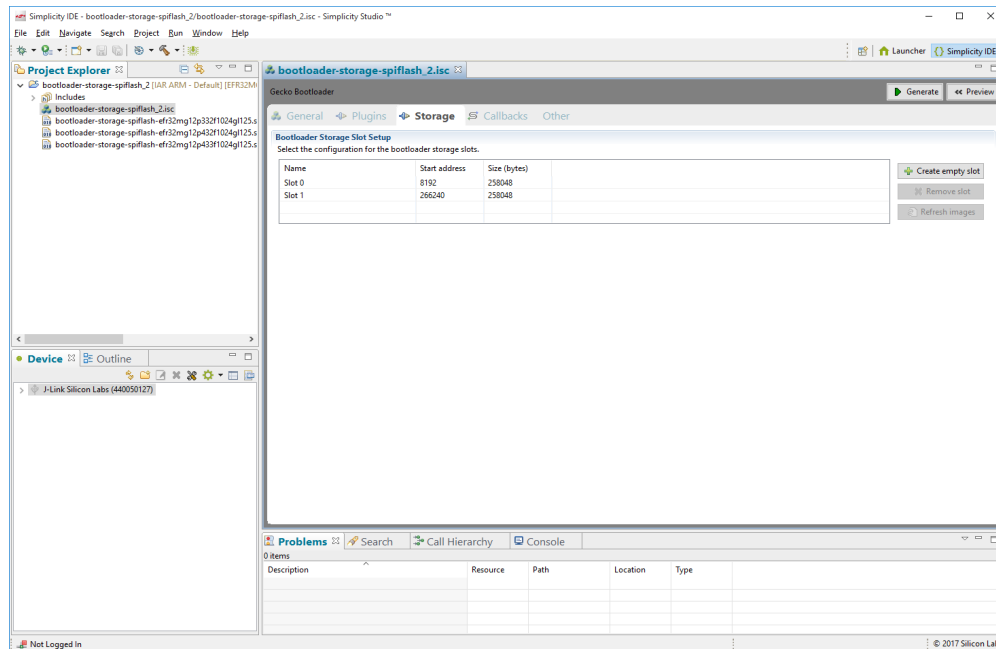 Simplicity IDE - bootloader-storage-spiflash_2/bootloader-storage-spiflash_2.isc - Simplicity Studio ™
File Edit Navigate Search Project Run Window Help
Launcher Simplicity IDE
Project Explorer
bootloader-storage-spiflash_2 [IAR ARM - Default] [EFR32M
Includes
bootloader-storage-spiflash_2.isc
bootloader-storage-spiflash-efr32mg12p332f1024gl125.s
bootloader-storage-spiflash-efr32mg12p432f1024gl125.s
bootloader-storage-spiflash-efr32mg12p433f1024gl125.s
Device Outline
J-Link Silicon Labs (440050127)
bootloader-storage-spiflash_2.isc
Gecko Bootloader Generate Preview
General Plugins Storage Callbacks Other
Bootloader Storage Slot Setup
Select the configuration for the bootloader storage slots.
Name Start address Size (bytes)
Slot 0 8192 258048
Slot 1 266240 258048
Create empty slot
Remove slot
Refresh images
Problems Search Call Hierarchy Console
0 items
Description Resource Path Location Type
Not Logged In © 2017 Silicon Lal